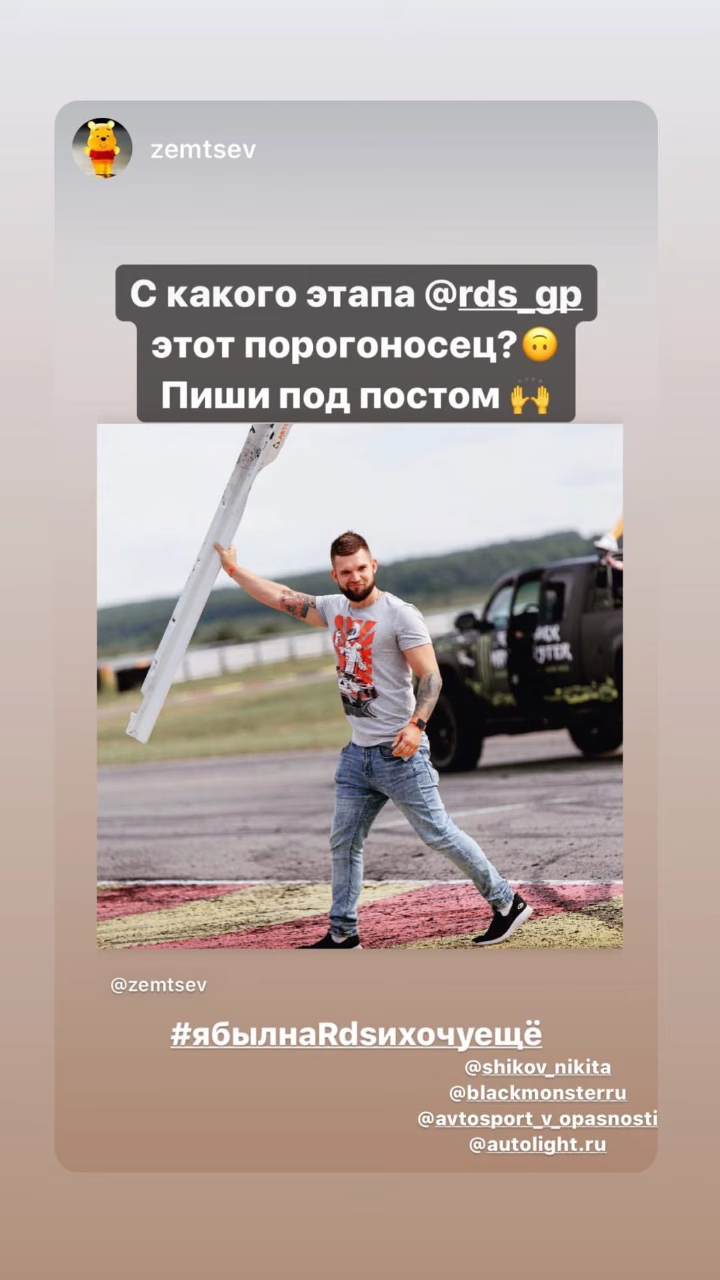 zemtsev
С какого этапа @rds_gp
этот порогоносец?🙃
Пиши под постом 🙌
@zemtsev
#ябылнаRdsихочуещё
@shikov_nikita
@blackmonsterru
@avtosport_v_opasnosti
@autolight.ru